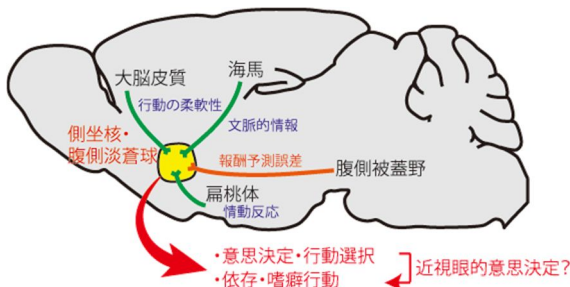 大脳皮質
海馬
行動の柔軟性
文脈的情報
側坐核・
腹側淡蒼球
報酬予測誤差
腹側被蓋野
扁桃体
情動反応
・意思決定・行動選択
・依存・嗜癖行動
近視眼的意思決定?